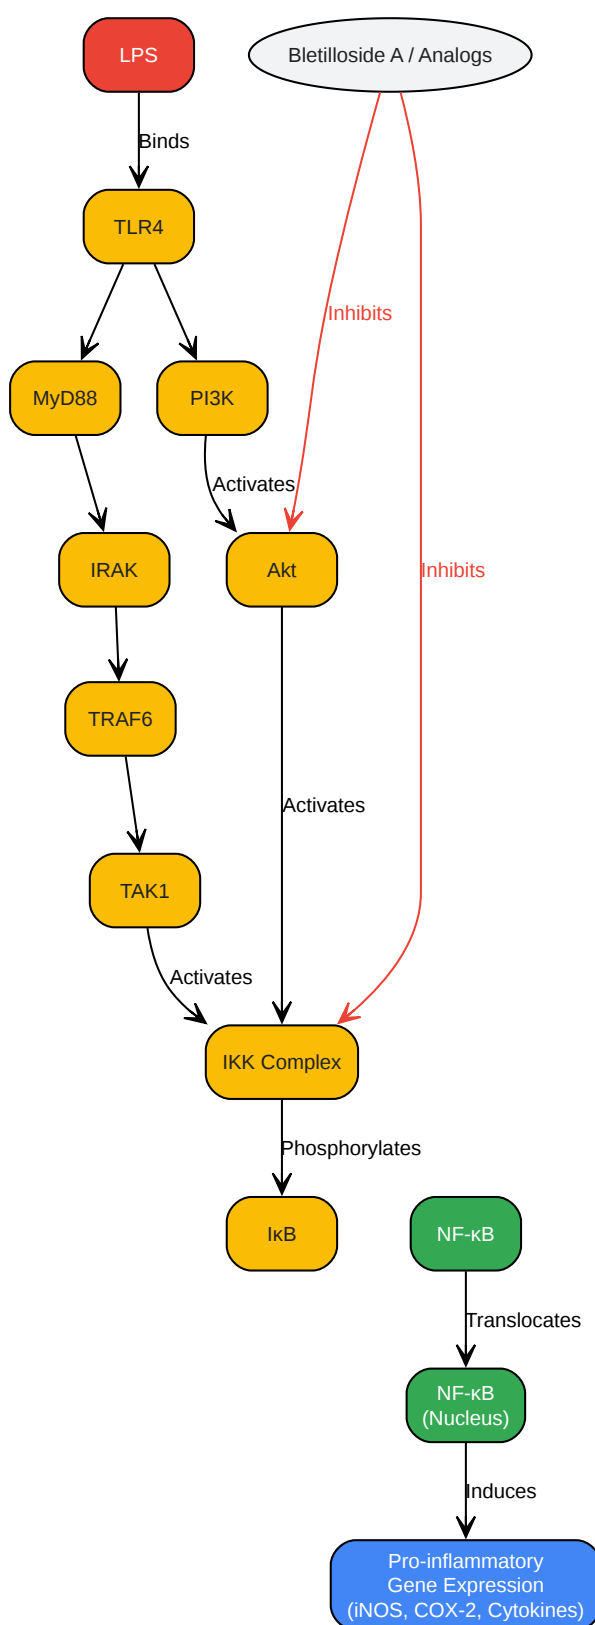 LPS
Bletilloside A / Analogs
Binds
TLR4
Inhibits
MyD88
PI3K
Activates
IRAK
Akt
Inhibits
TRAF6
Activates
TAK1
Activates
IKK Complex
Phosphorylates
IκB
NF-κB
Translocates
NF-κB
(Nucleus)
Induces
Pro-inflammatory
Gene Expression
(iNOS, COX-2, Cytokines)